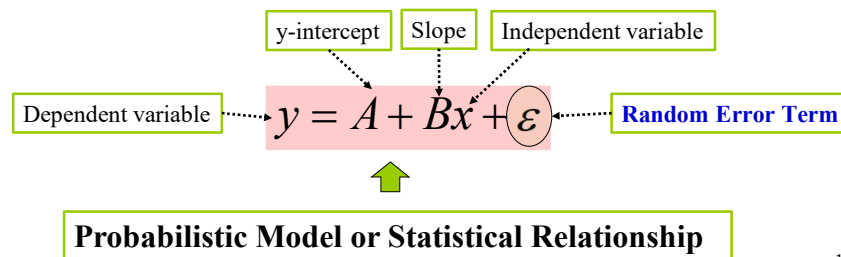 y-intercept Slope Independent variable
Dependent variable y = A + Bx + ε Random Error Term
Probabilistic Model or Statistical Relationship